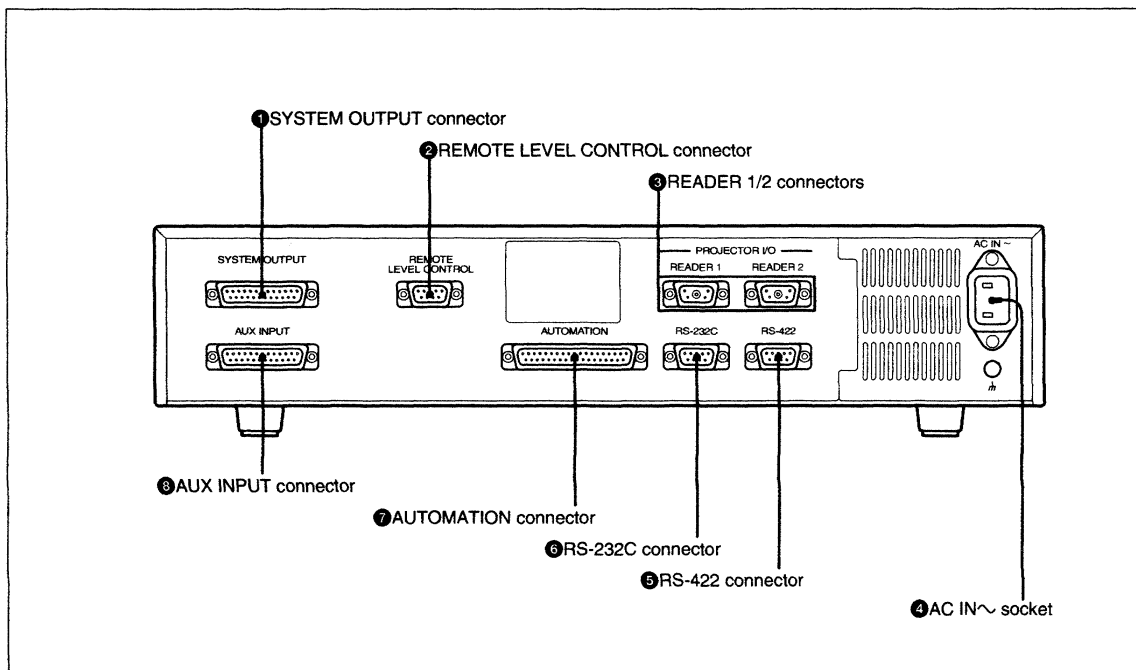 ❶SYSTEM OUTPUT connector
❷REMOTE LEVEL CONTROL connector
❸READER 1/2 connectors
SYSTEM OUTPUT
REMOTE
LEVEL CONTROL
PROJECTOR I/O
READER 1
READER 2
AC IN ~
AUX INPUT
AUTOMATION
RS-232C
RS-422
❽AUX INPUT connector
❼AUTOMATION connector
❻RS-232C connector
❺RS-422 connector
❹AC IN～ socket